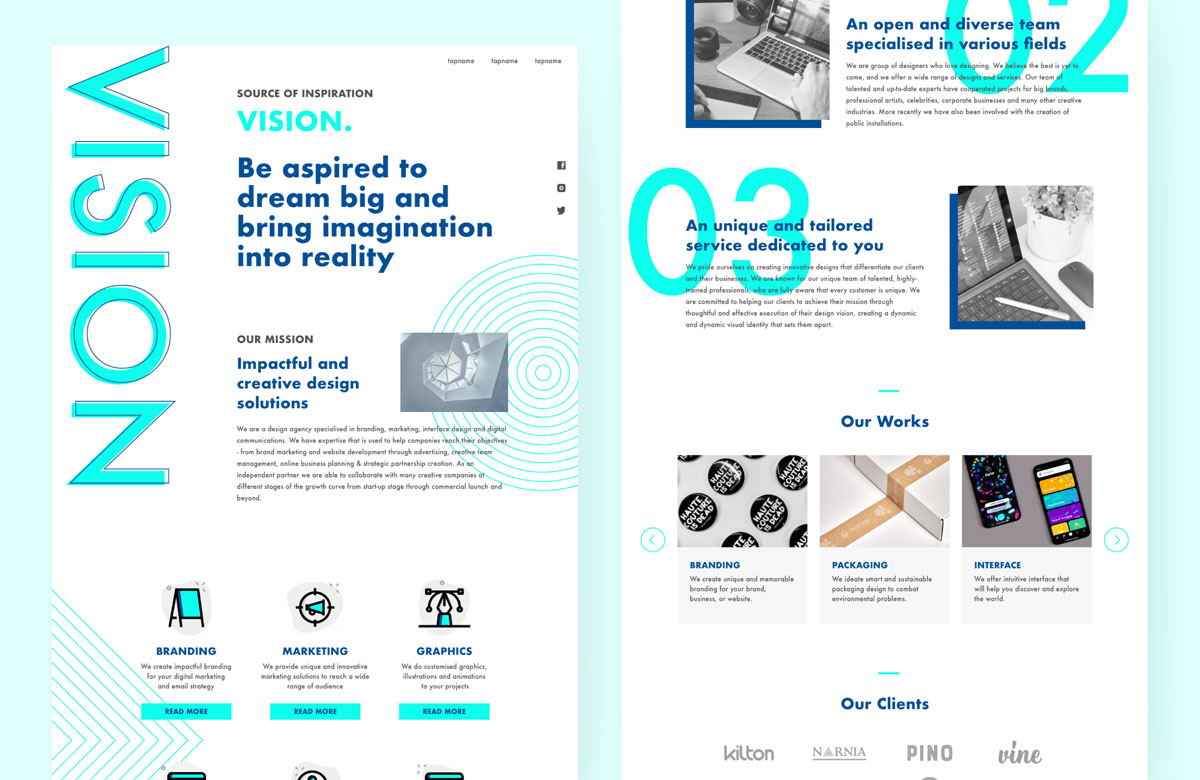 VISION
tapname tapname tapname
SOURCE OF INSPIRATION
VISION.
Be aspired to
dream big and
bring imagination
into reality
OUR MISSION
Impactful and
creative design
solutions
We are a design agency specialised in branding, marketing, interface design and digital
communications. We have expertise that is used to help companies reach their objectives
- from brand marketing and website development through advertising, creative team
management, online business planning & strategic partnership creation. As an
independent partner we are able to collaborate with many creative companies at
different stages of the growth curve from start-up stage through commercial launch and
beyond.
BRANDING
We create impactful branding
for your digital marketing
and email strategy
READ MORE
MARKETING
We provide unique and innovative
marketing solutions to reach a wide
range of audience
READ MORE
GRAPHICS
We do customised graphics,
illustrations and animations
to your projects
READ MORE
02
An open and diverse team
specialised in various fields
We are group of designers who love designing. We believe the best is yet to
come, and we offer a wide range of designs and services. Our team of
talented and up-to-date experts have cooperated projects for big brands,
professional artists, celebrities, corporate businesses and many other creative
industries. More recently we have also been involved with the creation of
public installations.
03
An unique and tailored
service dedicated to you
We pride ourselves on creating innovative designs that differentiate our clients
and their businesses. We are known for our unique team of talented, highly-
trained professionals, who are fully aware that every customer is unique. We
are committed to helping our clients to achieve their mission through
thoughtful and effective execution of their design vision, creating a dynamic
and dynamic visual identity that sets them apart.
Our Works
HAUTE
COUTURE
IS DEAD
HAUTE
COUTURE
IS DEAD
HAUTE
COUTURE
IS DEAD
BRANDING
We create unique and memorable
branding for your brand,
business, or website.
PACKAGING
We ideate smart and sustainable
packaging design to combat
environmental problems.
INTERFACE
We offer intuitive interface that
will help you discover and explore
the world.
Our Clients
kilton
NARNIA
PINO
vine